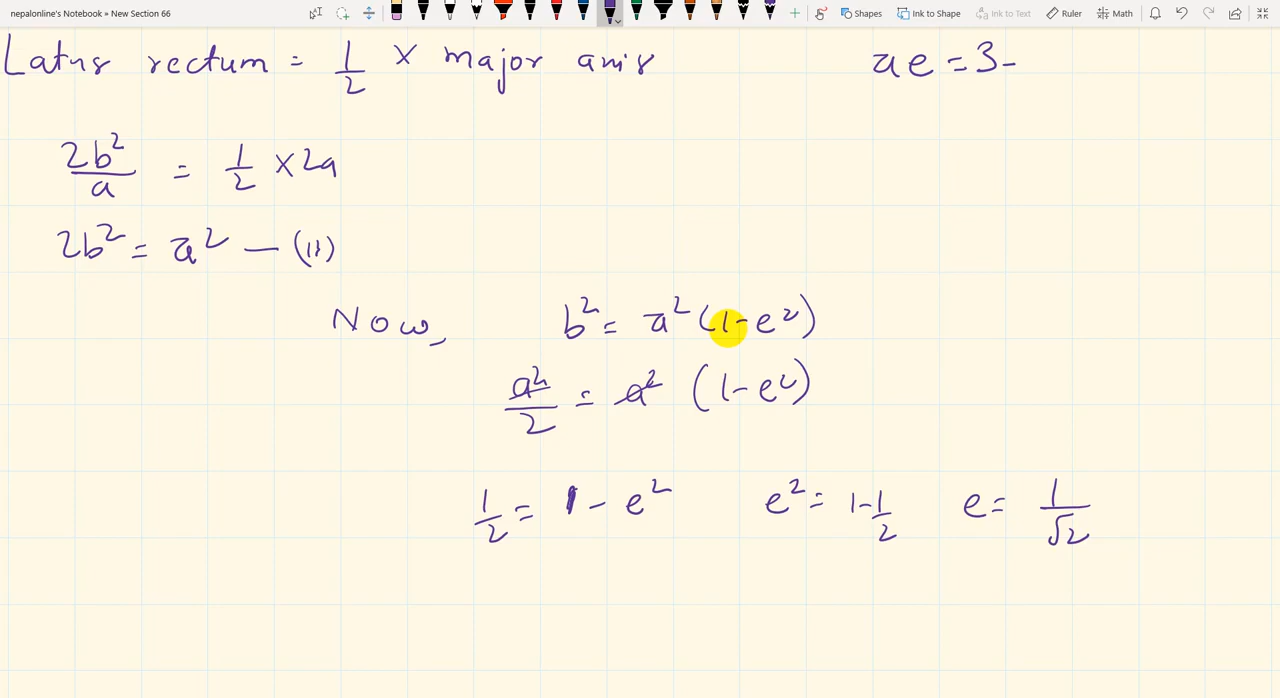 nepalonline's Notebook » New Section 66
Shapes Ink to Shape Ink to Text Ruler Math
Latus rectum = 1/2 × major axis
ae = 3 -
2b²/a = 1/2 × 2a
2b² = a² — (11)
Now, b² = a² (1-e²)
a²/2 = a² (1-e²)
1/2 = 1 - e² e² = 1-1/2 e = 1/√2